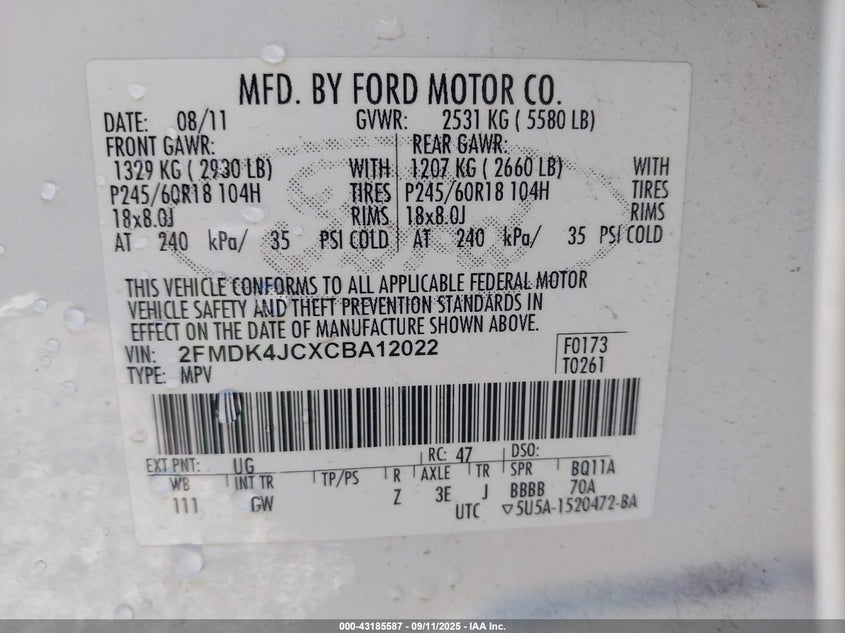 MFD. BY FORD MOTOR CO.
DATE: 08/11 GVWR: 2531 KG ( 5580 LB)
FRONT GAWR: REAR GAWR:
1329 KG ( 2930 LB) WITH 1207 KG ( 2660 LB) WITH
P245/60R18 104H TIRES P245/60R18 104H TIRES
18x8.0J RIMS 18x8.0J RIMS
AT 240 kPa/ 35 PSI COLD AT 240 kPa/ 35 PSI COLD
THIS VEHICLE CONFORMS TO ALL APPLICABLE FEDERAL MOTOR
VEHICLE SAFETY AND THEFT PREVENTION STANDARDS IN
EFFECT ON THE DATE OF MANUFACTURE SHOWN ABOVE.
VIN: 2FMDK4JCXCBA12022 F0173
TYPE: MPV T0261
EXT PNT: UG RC: 47 DSO:
WB INT TR TP/PS R AXLE TR SPR BQ11A
111 GW Z 3E J BBBB 70A
UTC ▽5U5A-1520472-BA
000-43185587 - 09/11/2025 - IAA Inc.